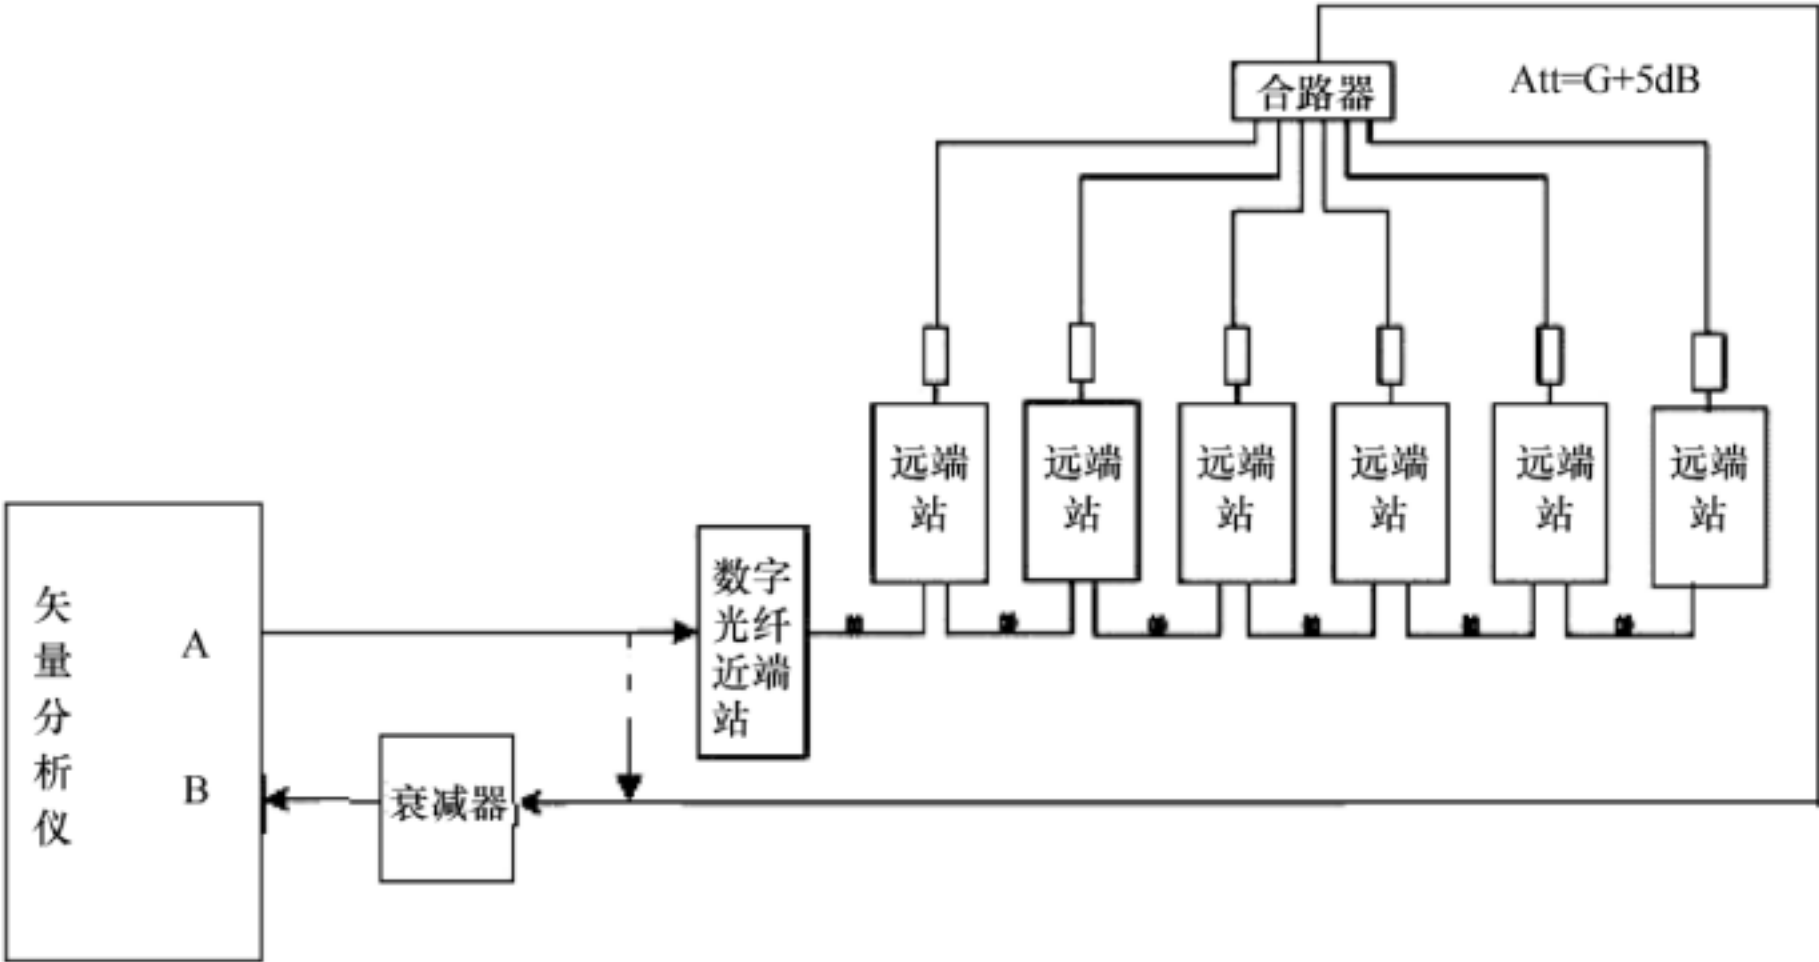 合路器
Att=G+5dB
远端
站
远端
站
远端
站
远端
站
远端
站
远端
站
数字
光纤
近端
站
矢
量
分
析
仪
A
B
衰减器